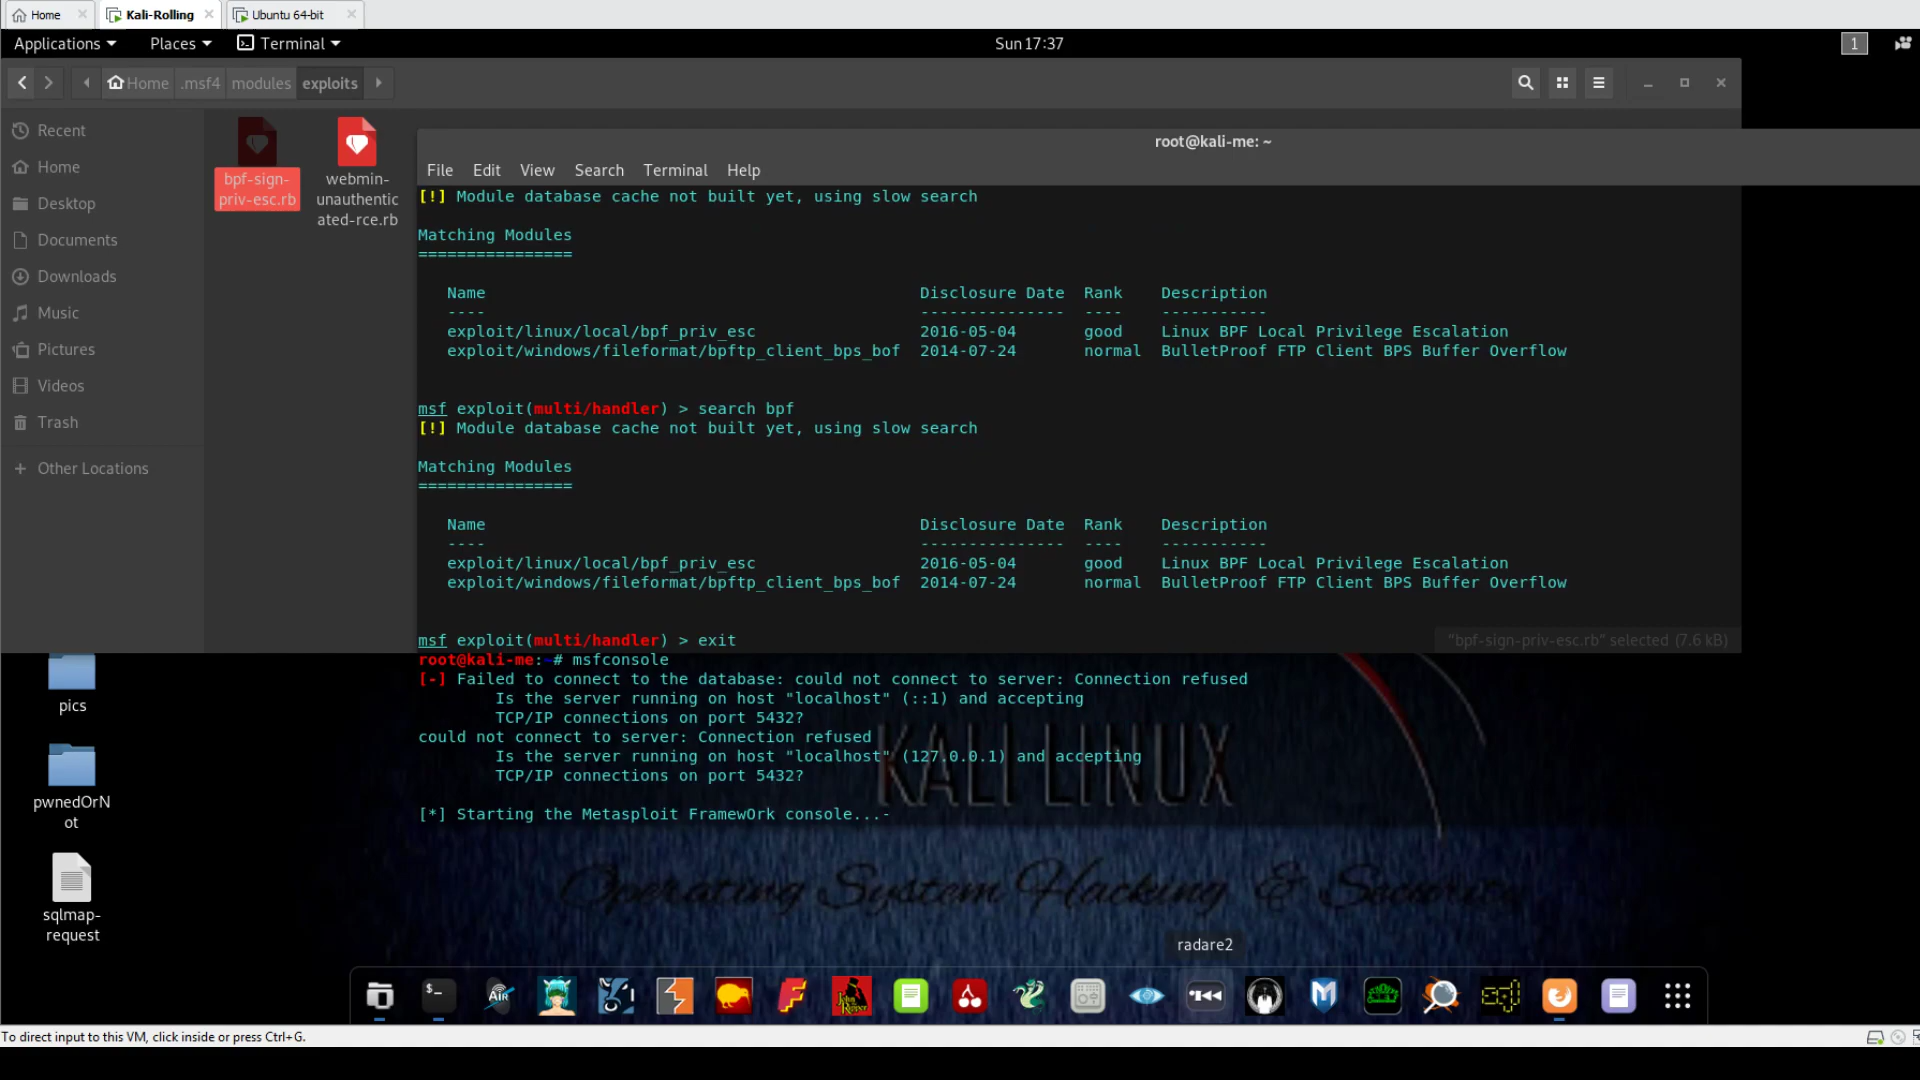 Home
Kali-Rolling
Ubuntu 64-bit
Applications
Places
Terminal
Sun 17:37
1
Home
.msf4
modules
exploits
Recent
Home
Desktop
Documents
Downloads
Music
Pictures
Videos
Trash
Other Locations
bpf-sign-
priv-esc.rb
webmin-
unauthentic
ated-rce.rb
root@kali-me: ~
File Edit View Search Terminal Help
[!] Module database cache not built yet, using slow search
Matching Modules
================
Name Disclosure Date Rank Description
---- --------------- ---- -----------
exploit/linux/local/bpf_priv_esc 2016-05-04 good Linux BPF Local Privilege Escalation
exploit/windows/fileformat/bpftp_client_bps_bof 2014-07-24 normal BulletProof FTP Client BPS Buffer Overflow
msf exploit(multi/handler) > search bpf
[!] Module database cache not built yet, using slow search
Matching Modules
================
Name Disclosure Date Rank Description
---- --------------- ---- -----------
exploit/linux/local/bpf_priv_esc 2016-05-04 good Linux BPF Local Privilege Escalation
exploit/windows/fileformat/bpftp_client_bps_bof 2014-07-24 normal BulletProof FTP Client BPS Buffer Overflow
msf exploit(multi/handler) > exit
"bpf-sign-priv-esc.rb" selected (7.6 kB)
root@kali-me:~# msfconsole
[-] Failed to connect to the database: could not connect to server: Connection refused
Is the server running on host "localhost" (::1) and accepting
TCP/IP connections on port 5432?
could not connect to server: Connection refused
Is the server running on host "localhost" (127.0.0.1) and accepting
TCP/IP connections on port 5432?
[*] Starting the Metasploit FramewOrk console...-
KALI LINUX
Operating System Hacking & Security
pics
pwnedOrN
ot
sqlmap-
request
radare2
To direct input to this VM, click inside or press Ctrl+G.